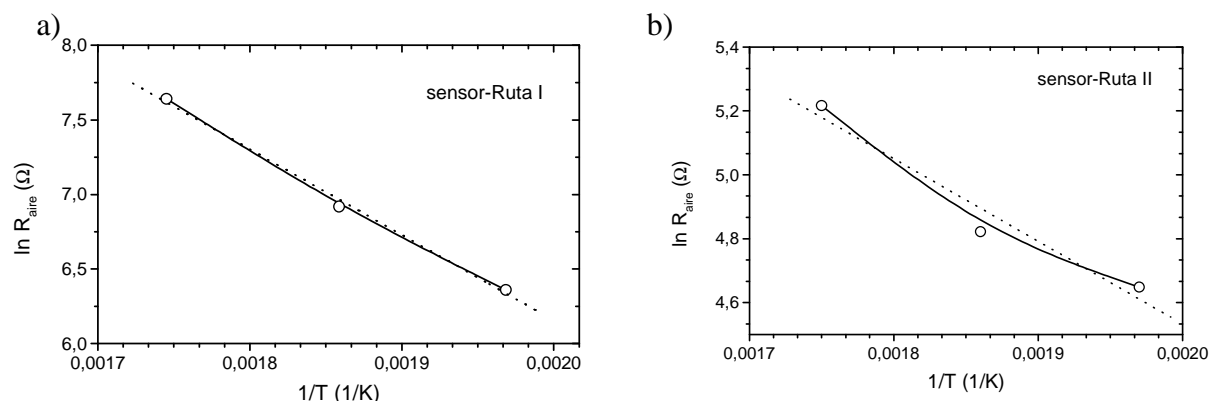 a)
8,0
7,5
7,0
6,5
6,0
ln R_aire (Ω)
sensor-Ruta I
0,0017
0,0018
0,0019
0,0020
1/T (1/K)
b)
5,4
5,2
5,0
4,8
4,6
ln R_aire (Ω)
sensor-Ruta II
0,0017
0,0018
0,0019
0,0020
1/T (1/K)